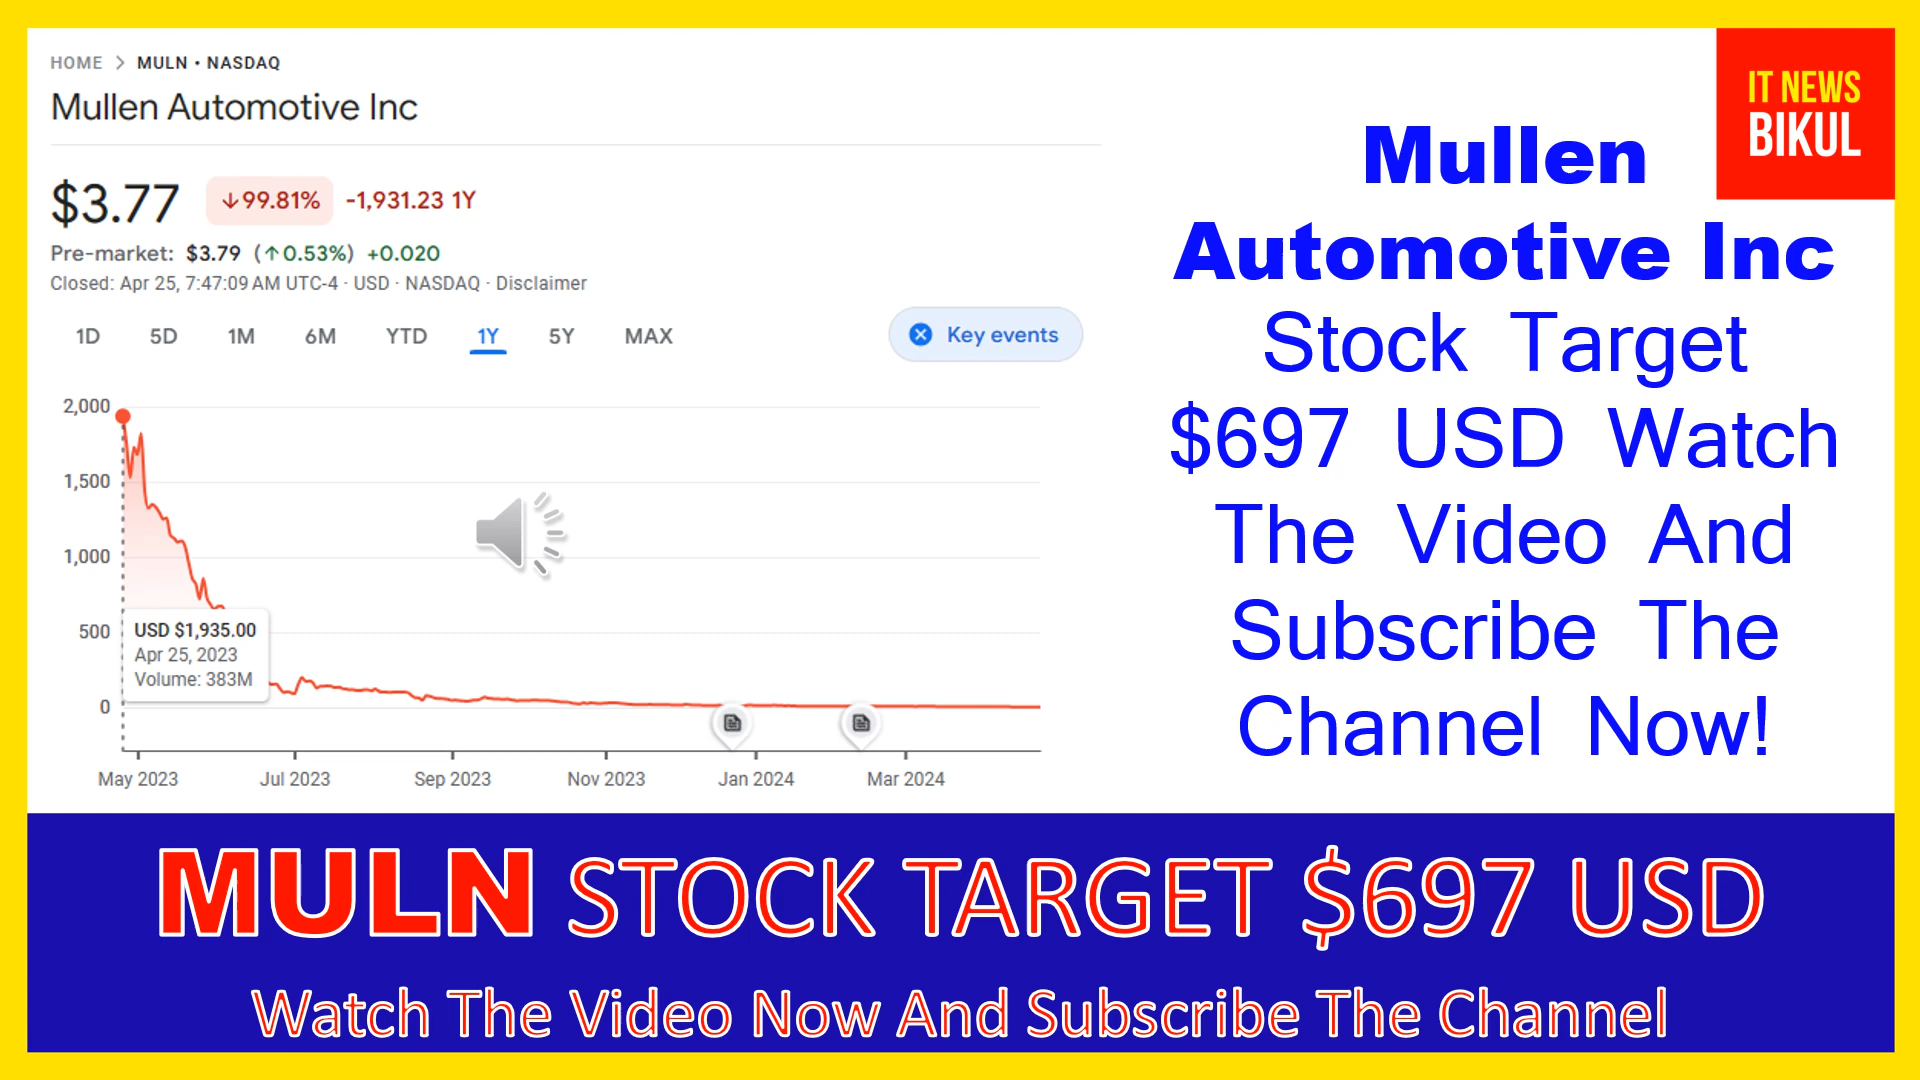 HOME > MULN • NASDAQ
Mullen Automotive Inc
$3.77 ↓99.81% -1,931.23 1Y
Pre-market: $3.79 (↑0.53%) +0.020
Closed: Apr 25, 7:47:09 AM UTC-4 · USD · NASDAQ · Disclaimer
1D 5D 1M 6M YTD 1Y 5Y MAX Key events
2,000
1,500
1,000
500
0
USD $1,935.00
Apr 25, 2023
Volume: 383M
May 2023 Jul 2023 Sep 2023 Nov 2023 Jan 2024 Mar 2024
IT NEWS
BIKUL
Mullen
Automotive Inc
Stock Target
$697 USD Watch
The Video And
Subscribe The
Channel Now!
MULN STOCK TARGET $697 USD
Watch The Video Now And Subscribe The Channel